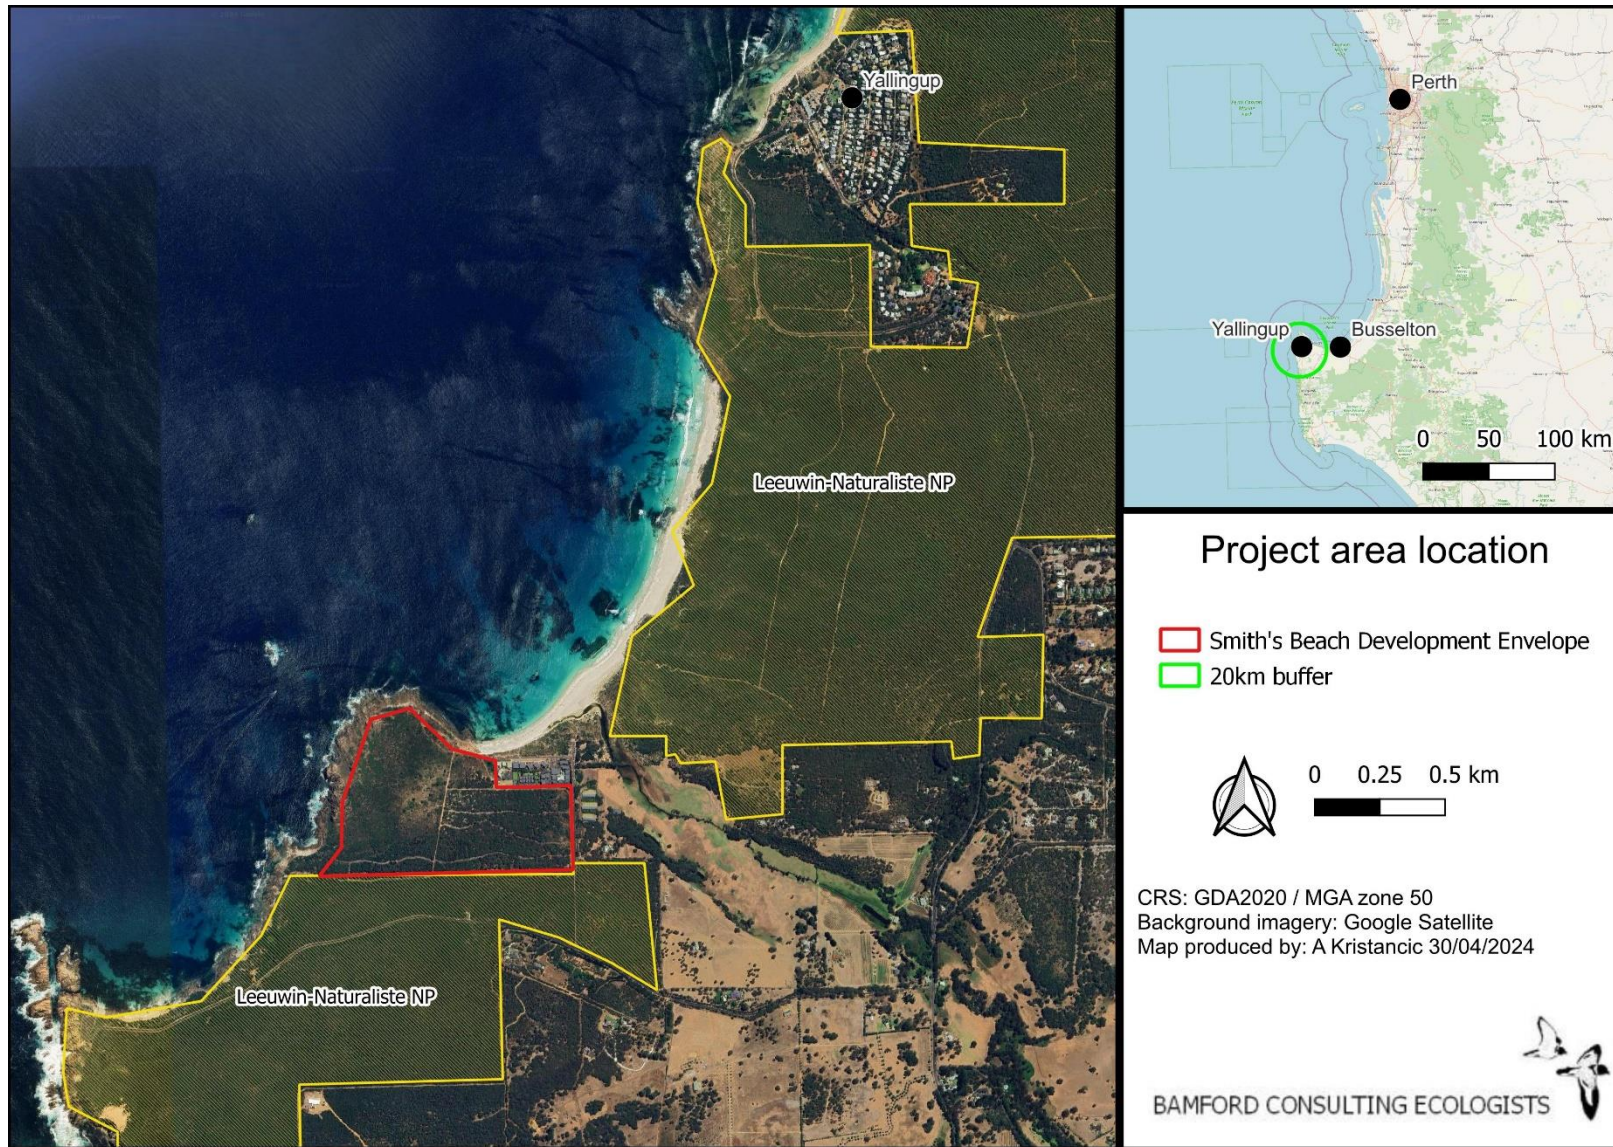 Yallingup
Leeuwin-Naturaliste NP
Leeuwin-Naturaliste NP
Perth
Yallingup
Busselton
0 50 100 km
Project area location
Smith's Beach Development Envelope
20km buffer
0 0.25 0.5 km
CRS: GDA2020 / MGA zone 50
Background imagery: Google Satellite
Map produced by: A Kristancic 30/04/2024
BAMFORD CONSULTING ECOLOGISTS